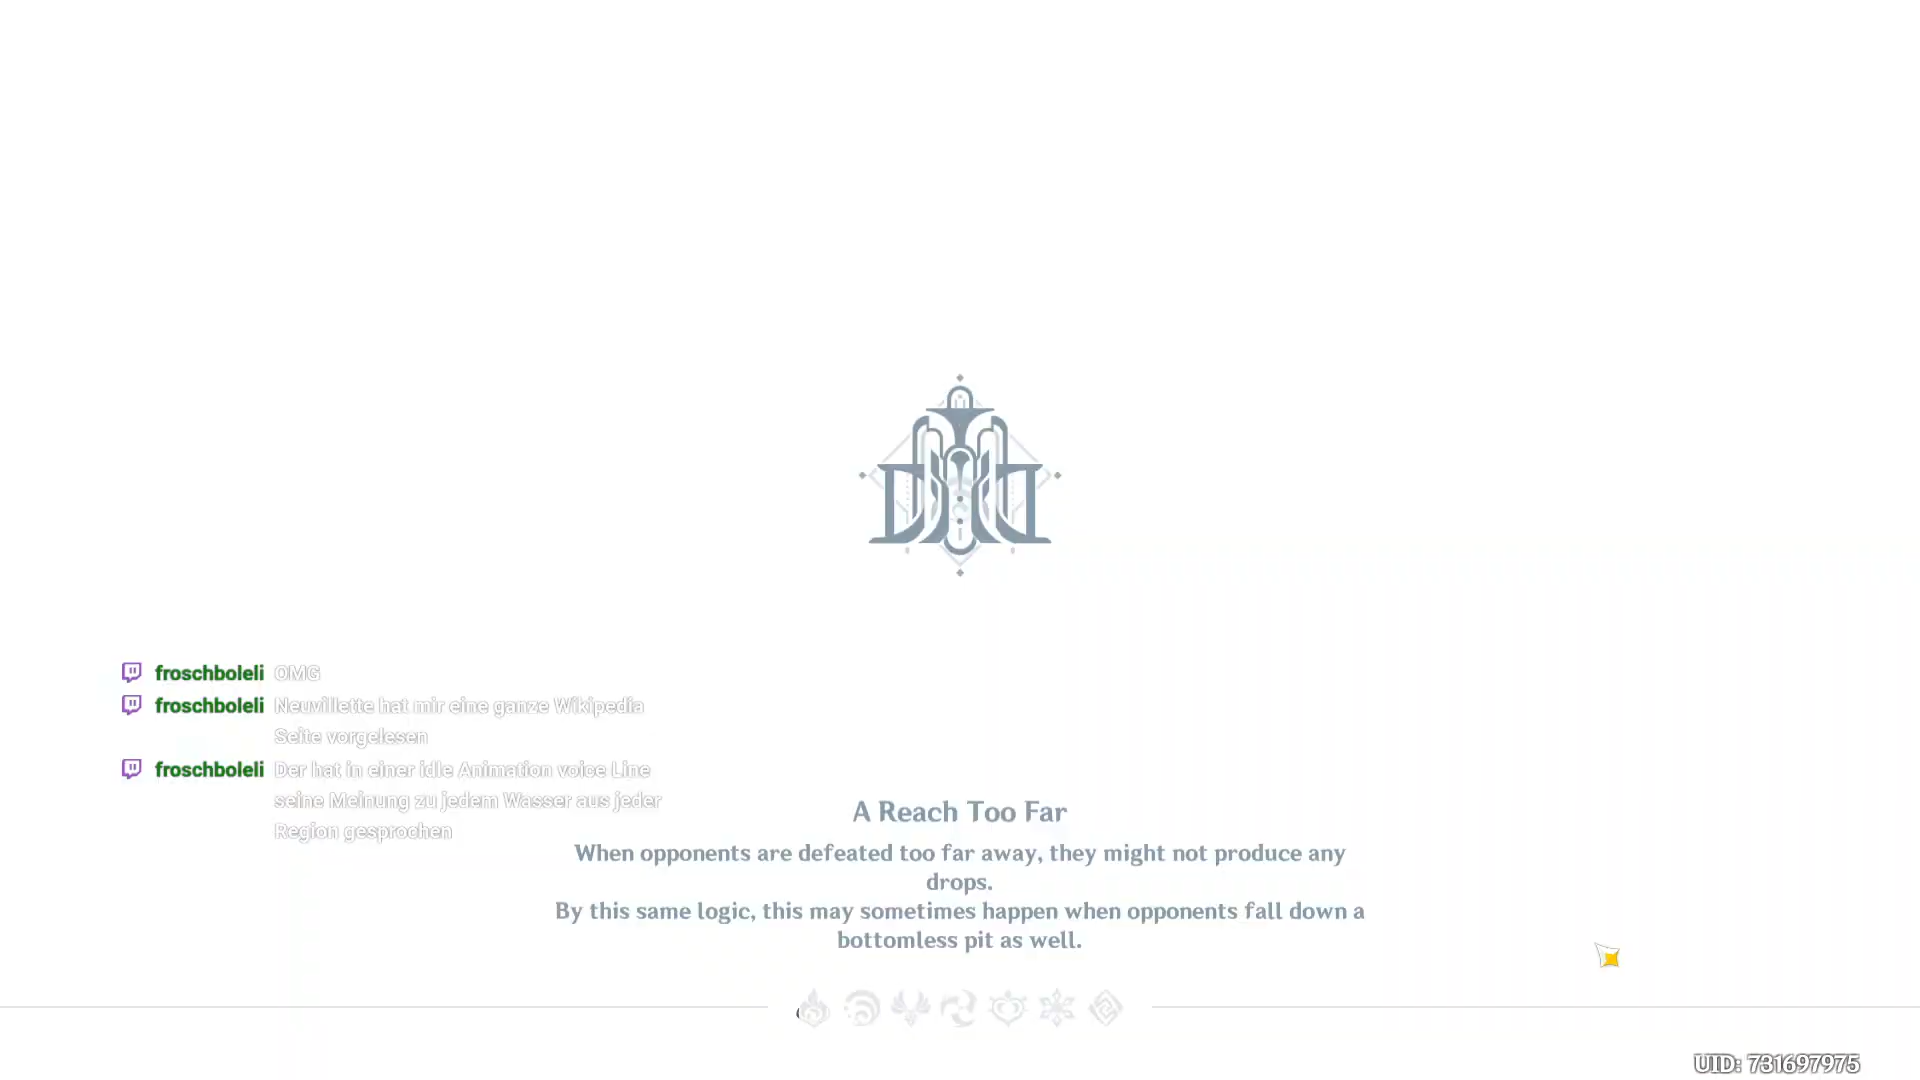 froschboleli OMG
froschboleli Neuvillette hat mir eine ganze Wikipedia
Seite vorgelesen
froschboleli Der hat in einer idle Animation voice Line
seine Meinung zu jedem Wasser aus jeder
Region gesprochen
A Reach Too Far
When opponents are defeated too far away, they might not produce any
drops.
By this same logic, this may sometimes happen when opponents fall down a
bottomless pit as well.
UID: 731697975